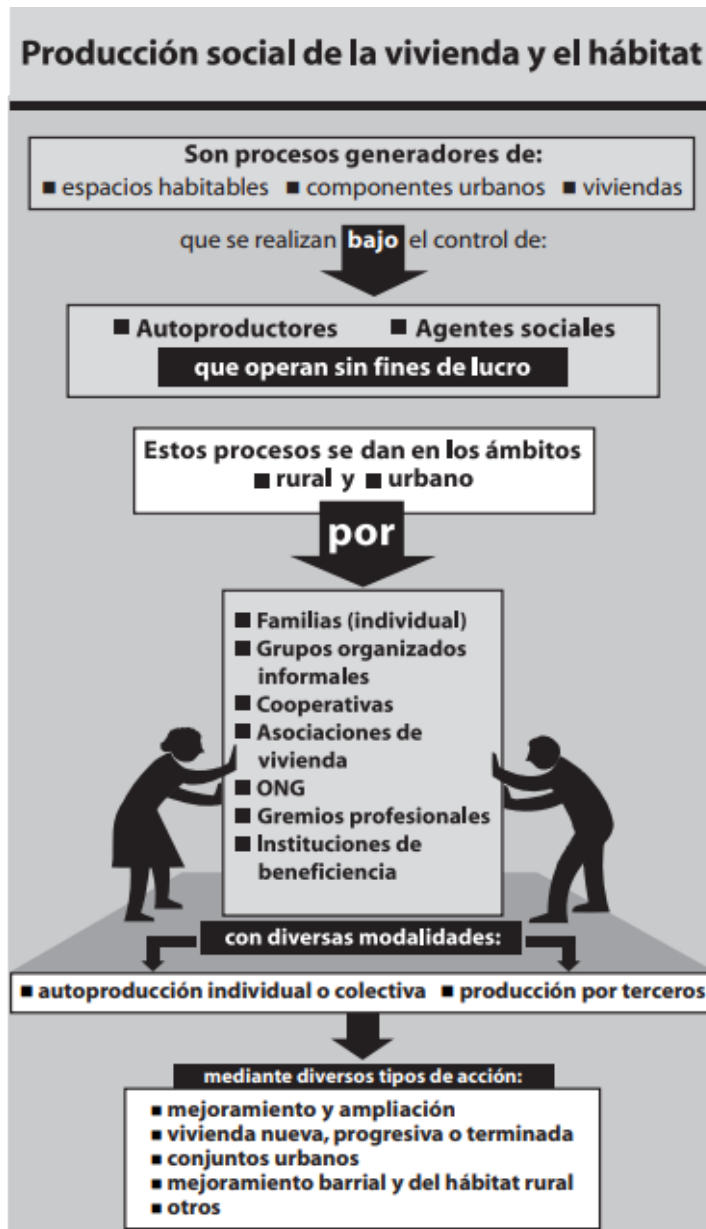 Producción social de la vivienda y el hábitat
Son procesos generadores de:
■ espacios habitables ■ componentes urbanos ■ viviendas
que se realizan bajo el control de:
■ Autoproductores ■ Agentes sociales
que operan sin fines de lucro
Estos procesos se dan en los ámbitos
■ rural y ■ urbano
por
■ Familias (individual)
■ Grupos organizados
informales
■ Cooperativas
■ Asociaciones de
vivienda
■ ONG
■ Gremios profesionales
■ Instituciones de
beneficiencia
con diversas modalidades:
■ autoproducción individual o colectiva ■ producción por terceros
mediante diversos tipos de acción:
■ mejoramiento y ampliación
■ vivienda nueva, progresiva o terminada
■ conjuntos urbanos
■ mejoramiento barrial y del hábitat rural
■ otros